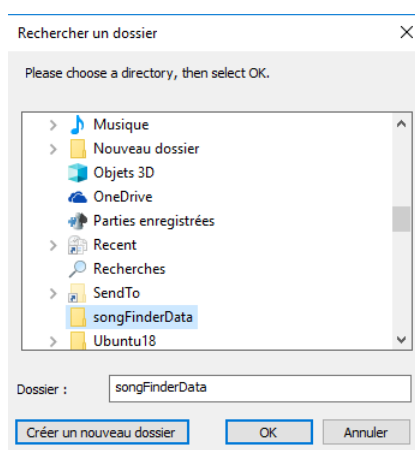 Rechercher un dossier
Please choose a directory, then select OK.
Musique
Nouveau dossier
Objets 3D
OneDrive
Parties enregistrées
Recent
Recherches
SendTo
songFinderData
Ubuntu18
Dossier : songFinderData
Créer un nouveau dossier OK Annuler